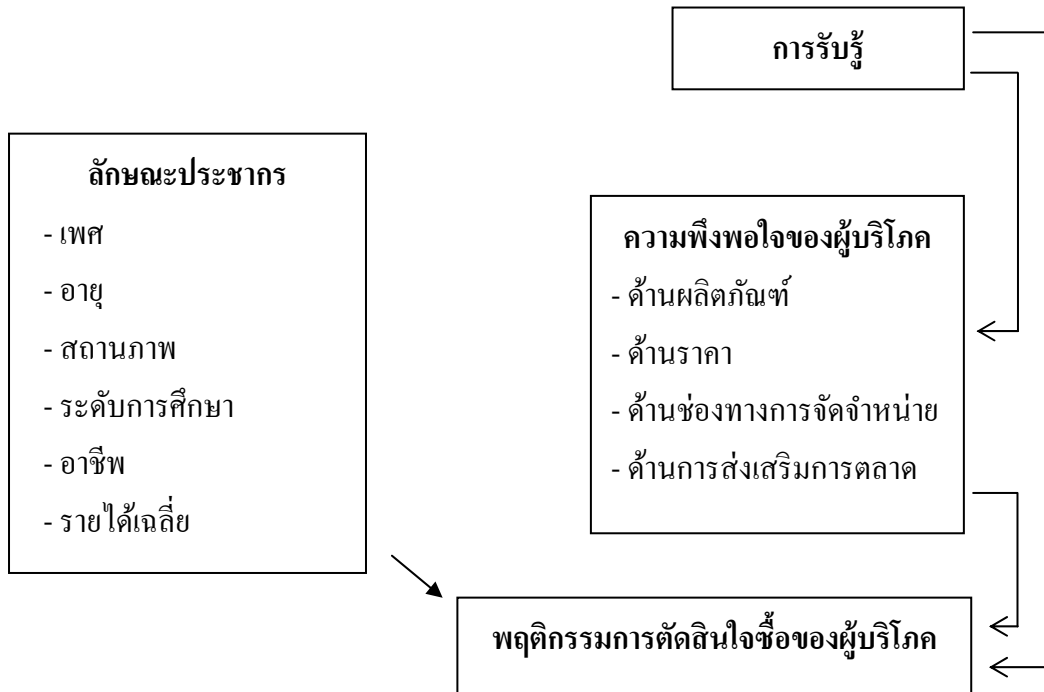 การรับรู้
ลักษณะประชากร
- เพศ
- อายุ
- สถานภาพ
- ระดับการศึกษา
- อาชีพ
- รายได้เฉลี่ย
ความพึงพอใจของผู้บริโภค
- ด้านผลิตภัณฑ์
- ด้านราคา
- ด้านช่องทางการจัดจำหน่าย
- ด้านการส่งเสริมการตลาด
พฤติกรรมการตัดสินใจซื้อของผู้บริโภค